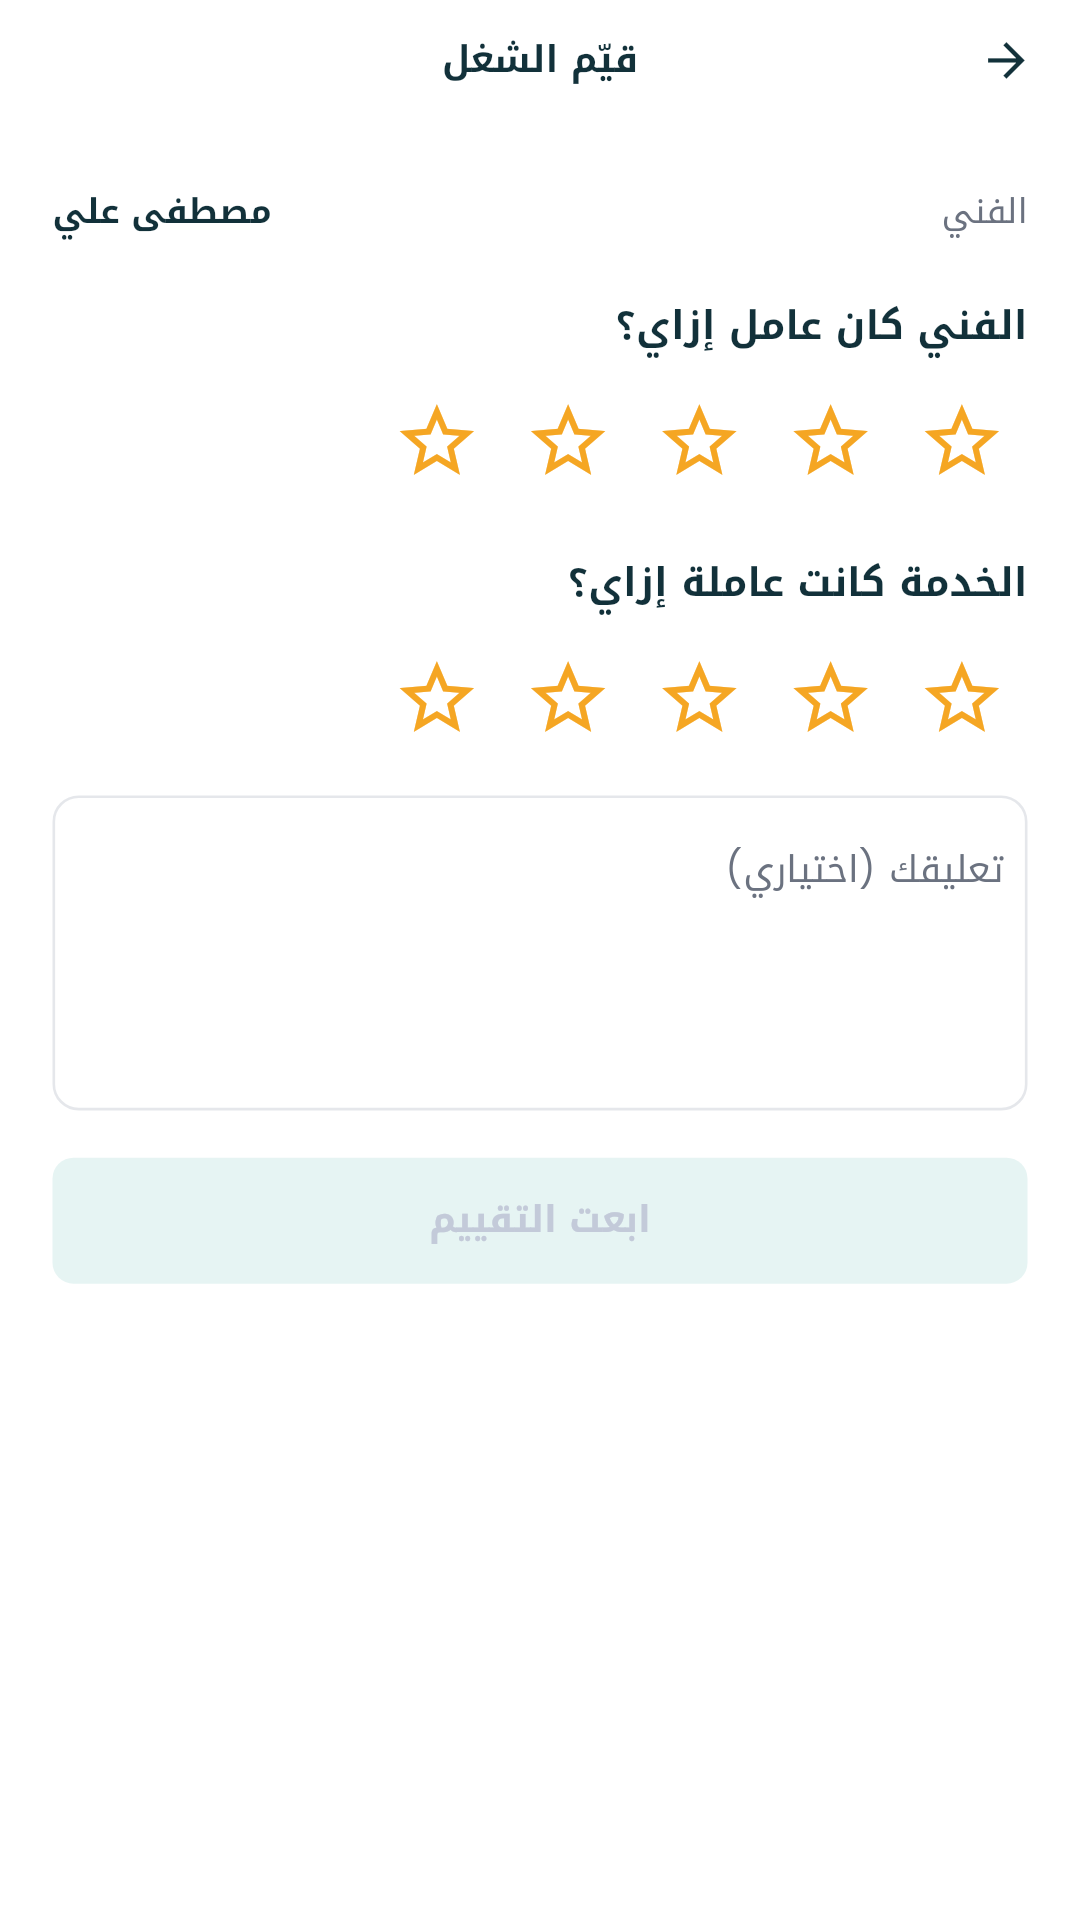 قيّم الشغل
الفني
مصطفى علي
الفني كان عامل إزاي؟
الخدمة كانت عاملة إزاي؟
تعليقك (اختياري)
ابعت التقييم